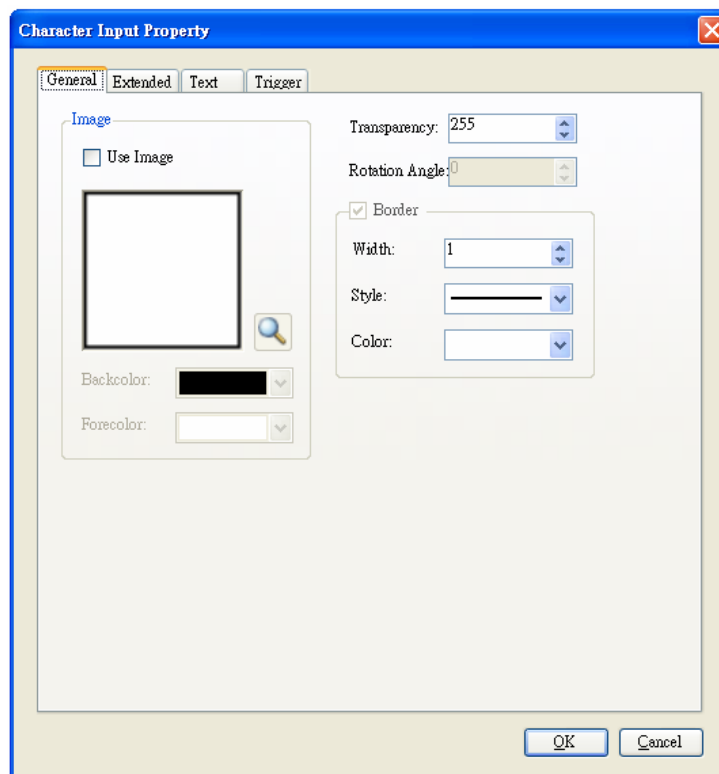 Character Input Property
General Extended Text Trigger
Image
Use Image
Backcolor:
Forecolor:
Transparency: 255
Rotation Angle: 0
Border
Width: 1
Style:
Color:
OK Cancel